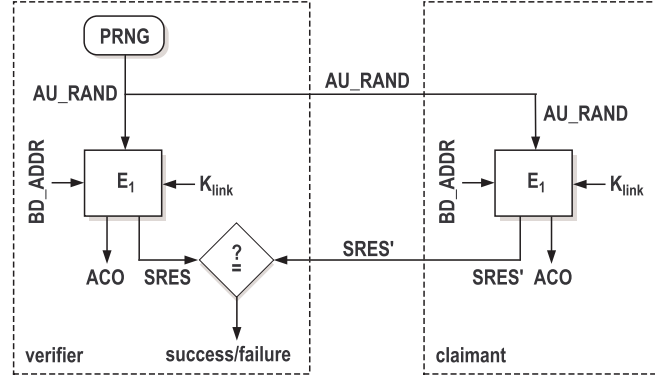 PRNG
AU_RAND
AU_RAND
AU_RAND
BD_ADDR
E1
Klink
BD_ADDR
E1
Klink
?
=
SRES'
ACO
SRES
SRES'
ACO
verifier
success/failure
claimant